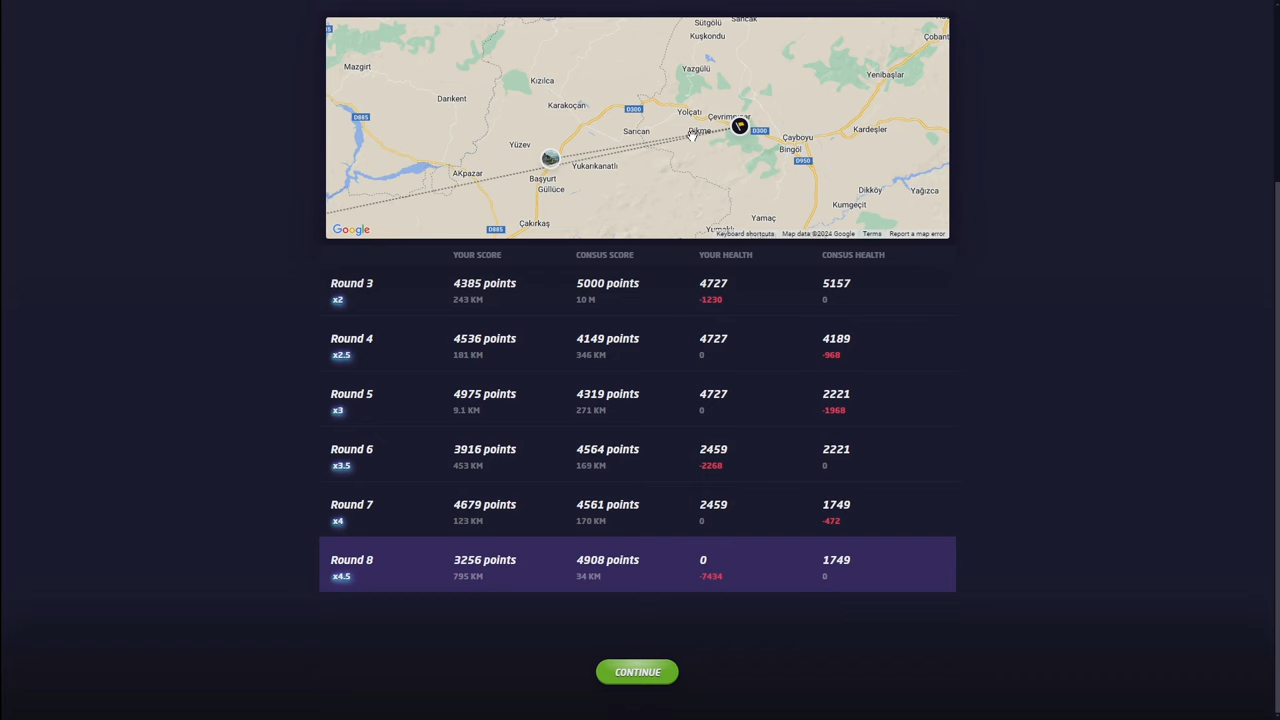 Sütgölü
Sancak
Kuşkondu
Çobant
Mazgirt
Yazgülü
Yenibaşlar
Kızılca
Darıkent
Karakoçan
D300
Yolçatı
D885
Çevrimpınar
Sarıcan
Dikme
D300
Çayboyu
Kardeşler
Yüzev
Bingöl
Yukarıkanatlı
D950
AKpazar
Başyurt
Güllüce
Dikköy
Yağızca
Kumgeçit
Çakırkaş
Yamaç
D885
Google
Keyboard shortcuts
Map data ©2024 Google
Terms
Report a map error
YOUR SCORE CONSUS SCORE YOUR HEALTH CONSUS HEALTH
Round 3 4385 points 5000 points 4727 5157
x2 243 KM 10 M -1230 0
Round 4 4536 points 4149 points 4727 4189
x2.5 181 KM 346 KM 0 -968
Round 5 4975 points 4319 points 4727 2221
x3 9.1 KM 271 KM 0 -1968
Round 6 3916 points 4564 points 2459 2221
x3.5 453 KM 169 KM -2268 0
Round 7 4679 points 4561 points 2459 1749
x4 123 KM 170 KM 0 -472
Round 8 3256 points 4908 points 0 1749
x4.5 795 KM 34 KM -7434 0
CONTINUE